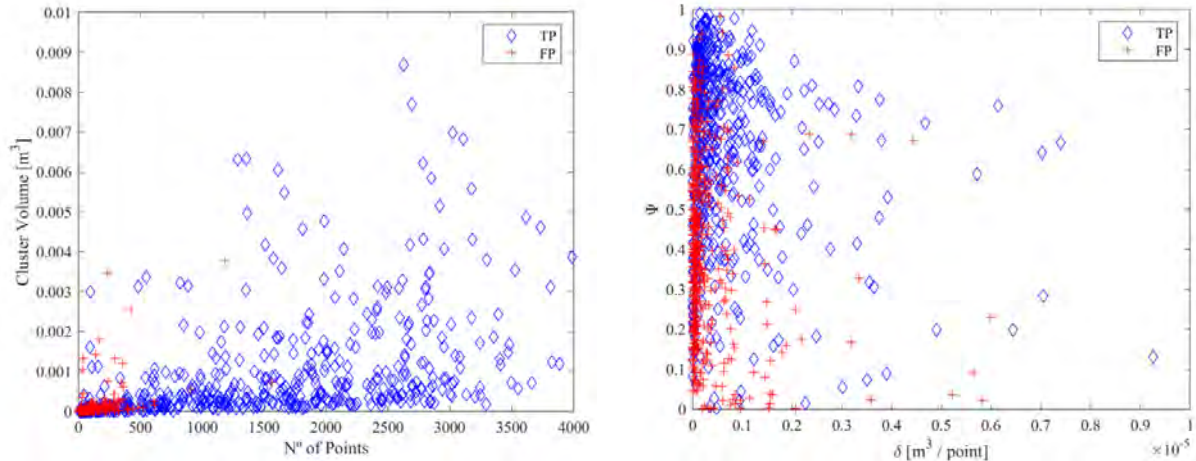 0.01
0.009
0.008
0.007
0.006
0.005
0.004
0.003
0.002
0.001
0
Cluster Volume [m³]
TP
FP
0 500 1000 1500 2000 2500 3000 3500 4000
Nº of Points
1
0.9
0.8
0.7
0.6
0.5
0.4
0.3
0.2
0.1
0
Ψ
TP
FP
0 0.1 0.2 0.3 0.4 0.5 0.6 0.7 0.8 0.9 1
×10⁻⁵
δ [m³ / point]